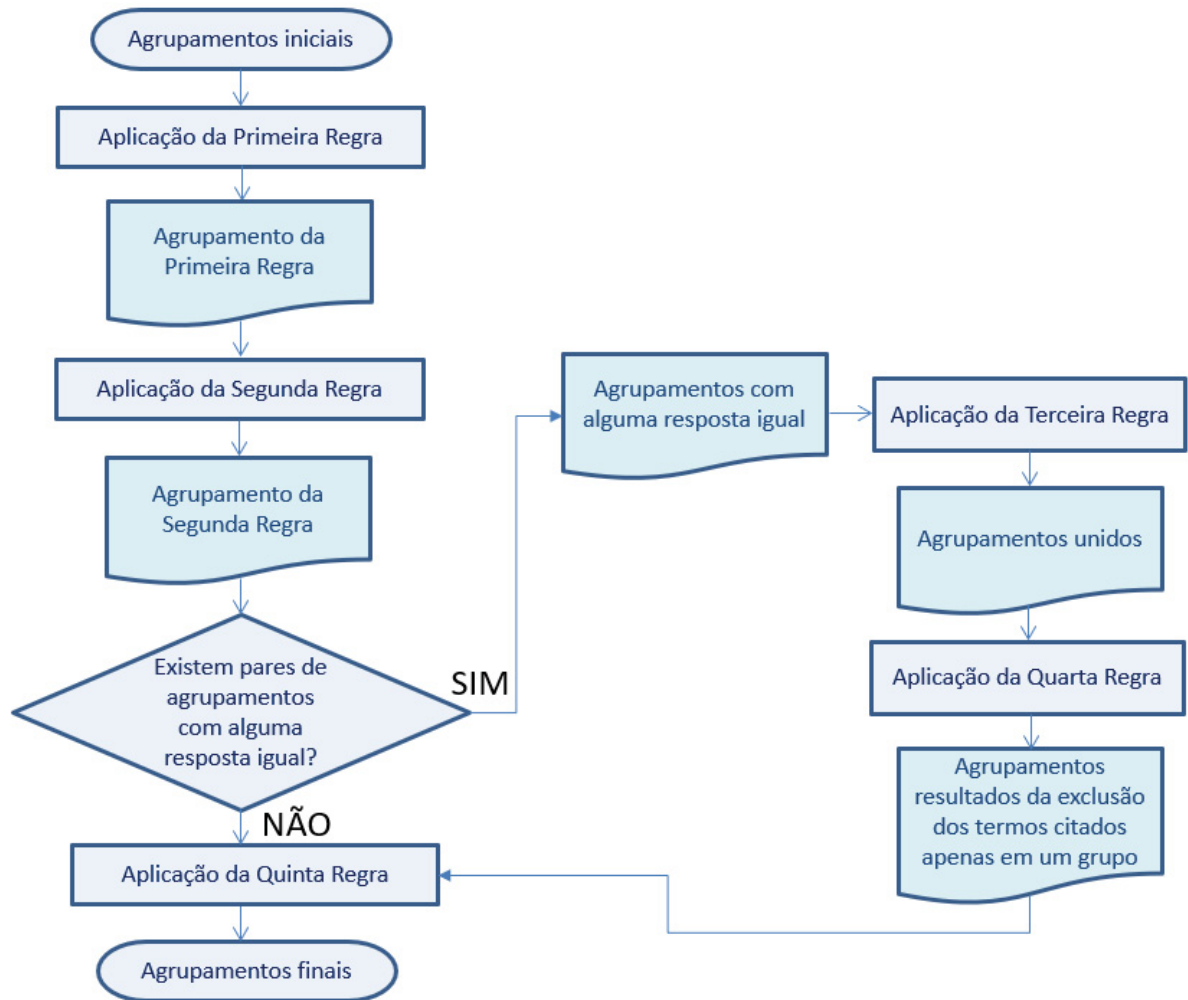 Agrupamentos iniciais
Aplicação da Primeira Regra
Agrupamento da
Primeira Regra
Aplicação da Segunda Regra
Agrupamento da
Segunda Regra
Existem pares de
agrupamentos
com alguma
resposta igual?
SIM
Agrupamentos com
alguma resposta igual
Aplicação da Terceira Regra
Agrupamentos unidos
Aplicação da Quarta Regra
Agrupamentos
resultados da exclusão
dos termos citados
apenas em um grupo
NÃO
Aplicação da Quinta Regra
Agrupamentos finais